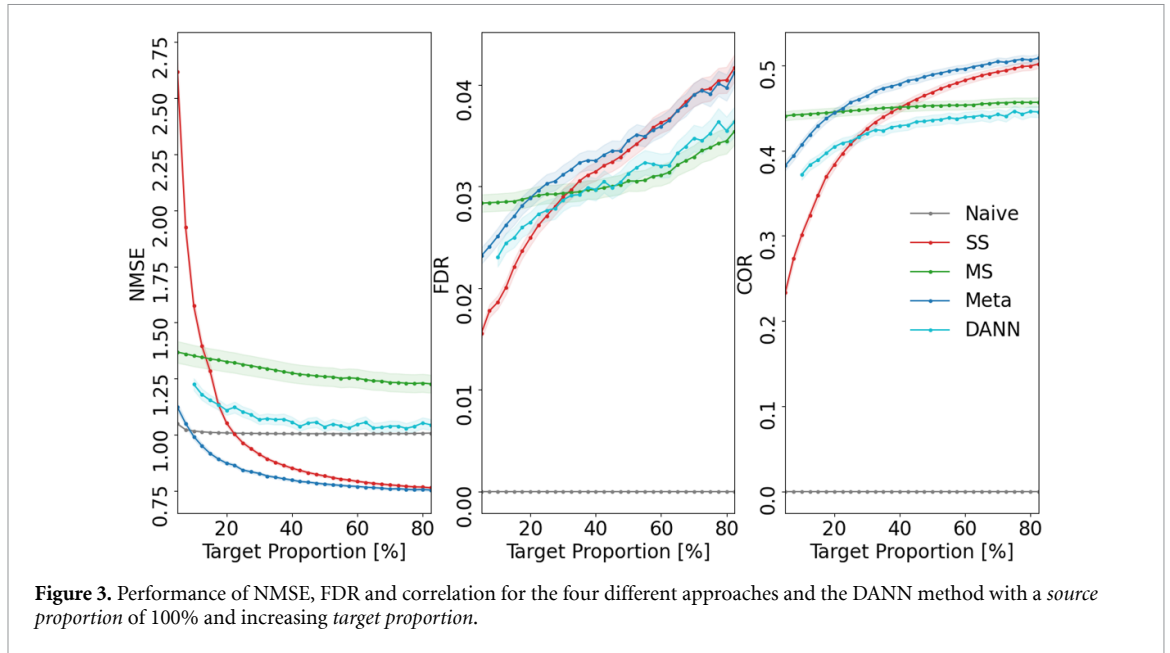 NMSE
2.75
2.50
2.25
2.00
1.75
1.50
1.25
1.00
0.75
20 40 60 80
Target Proportion [%]
FDR
0.04
0.03
0.02
0.01
0.00
20 40 60 80
Target Proportion [%]
COR
0.5
0.4
0.3
0.2
0.1
0.0
20 40 60 80
Target Proportion [%]
Naive
SS
MS
Meta
DANN
Figure 3. Performance of NMSE, FDR and correlation for the four different approaches and the DANN method with a source
proportion of 100% and increasing target proportion.